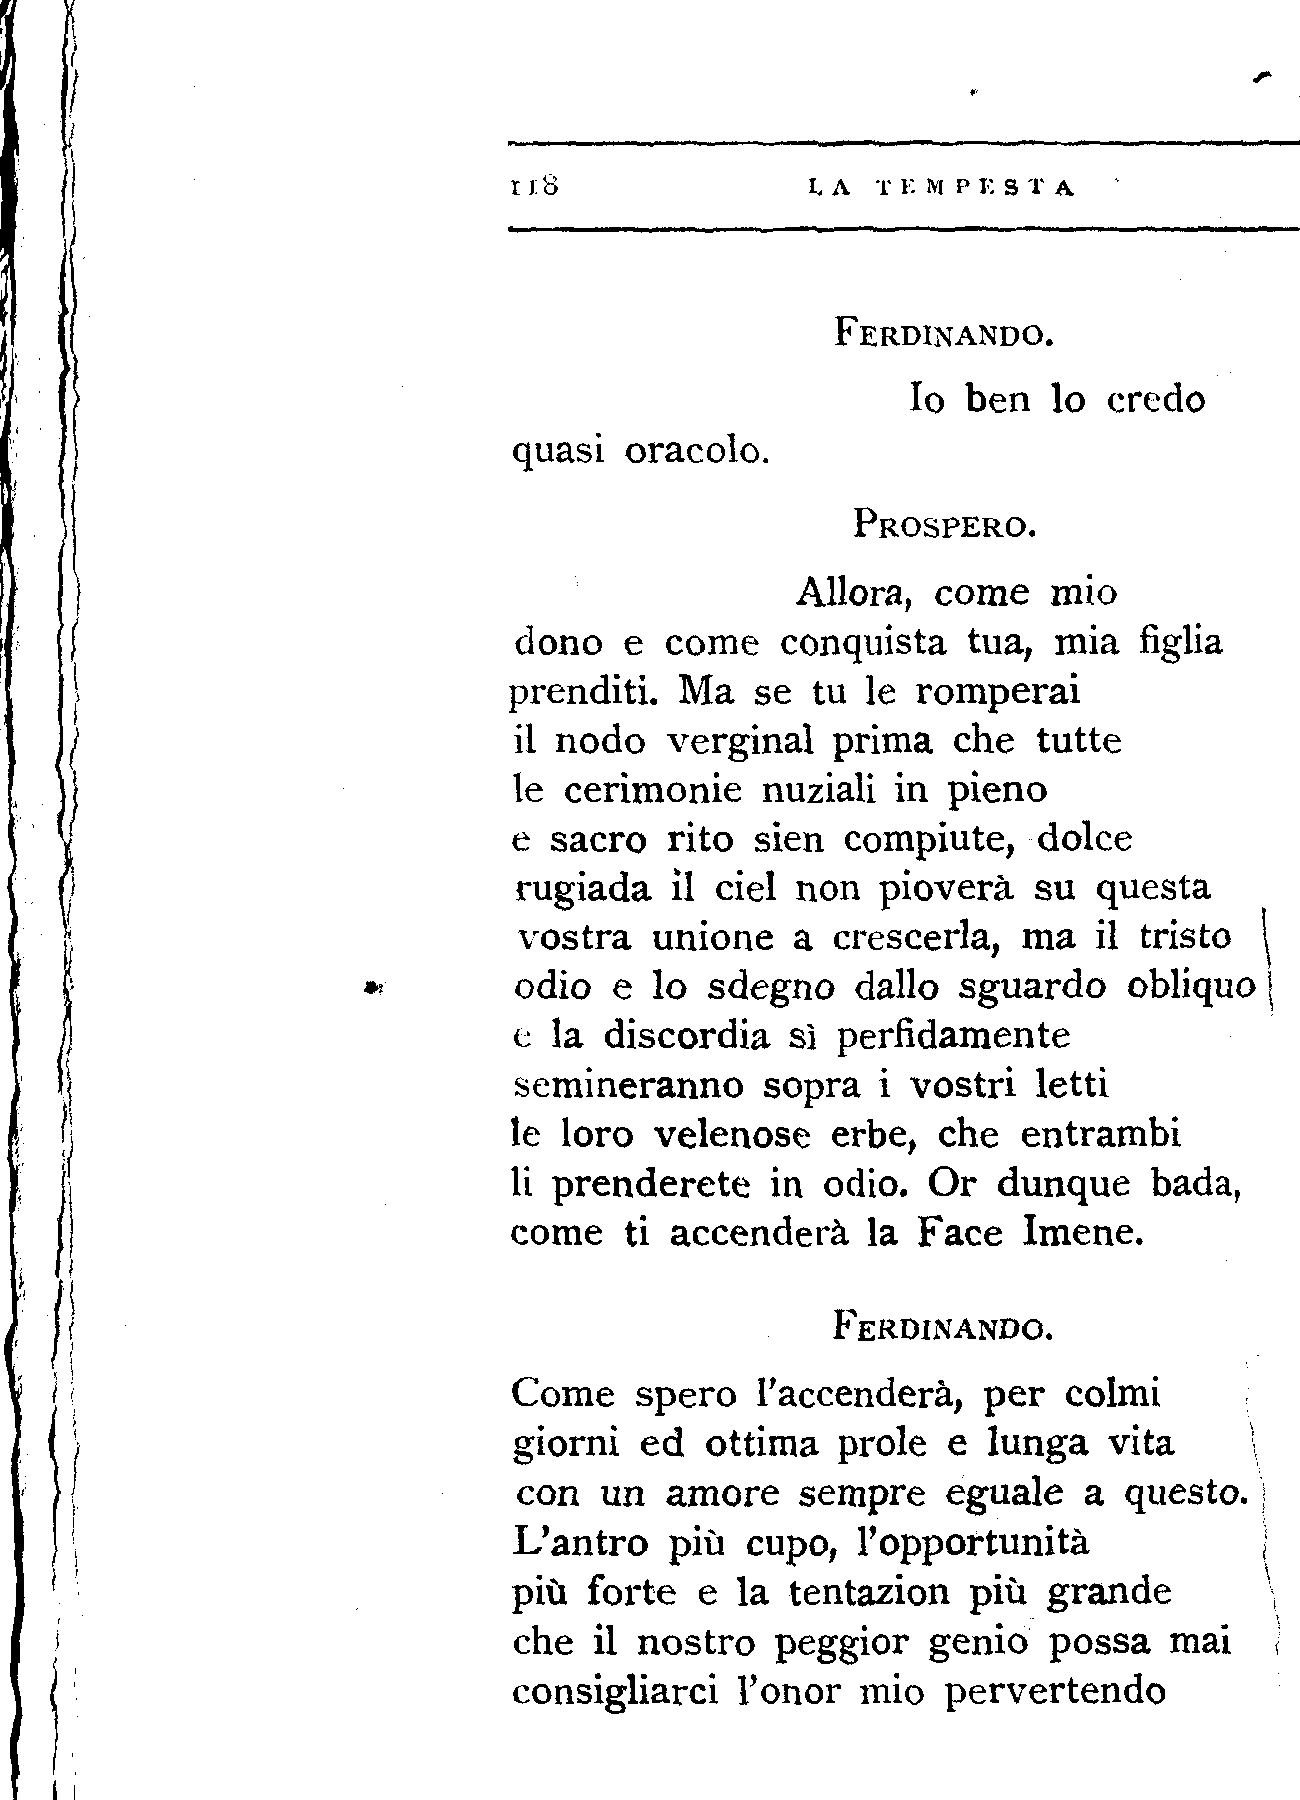 118 LA TEMPESTA
FERDINANDO.
Io ben lo credo
quasi oracolo.
PROSPERO.
Allora, come mio
dono e come conquista tua, mia figlia
prenditi. Ma se tu le romperai
il nodo verginal prima che tutte
le cerimonie nuziali in pieno
e sacro rito sien compiute, dolce
rugiada il ciel non pioverà su questa
vostra unione a crescerla, ma il tristo
odio e lo sdegno dallo sguardo obliquo
e la discordia sì perfidamente
semineranno sopra i vostri letti
le loro velenose erbe, che entrambi
li prenderete in odio. Or dunque bada,
come ti accenderà la Face Imene.
FERDINANDO.
Come spero l'accenderà, per colmi
giorni ed ottima prole e lunga vita
con un amore sempre eguale a questo.
L'antro più cupo, l'opportunità
più forte e la tentazion più grande
che il nostro peggior genio possa mai
consigliarci l'onor mio pervertendo